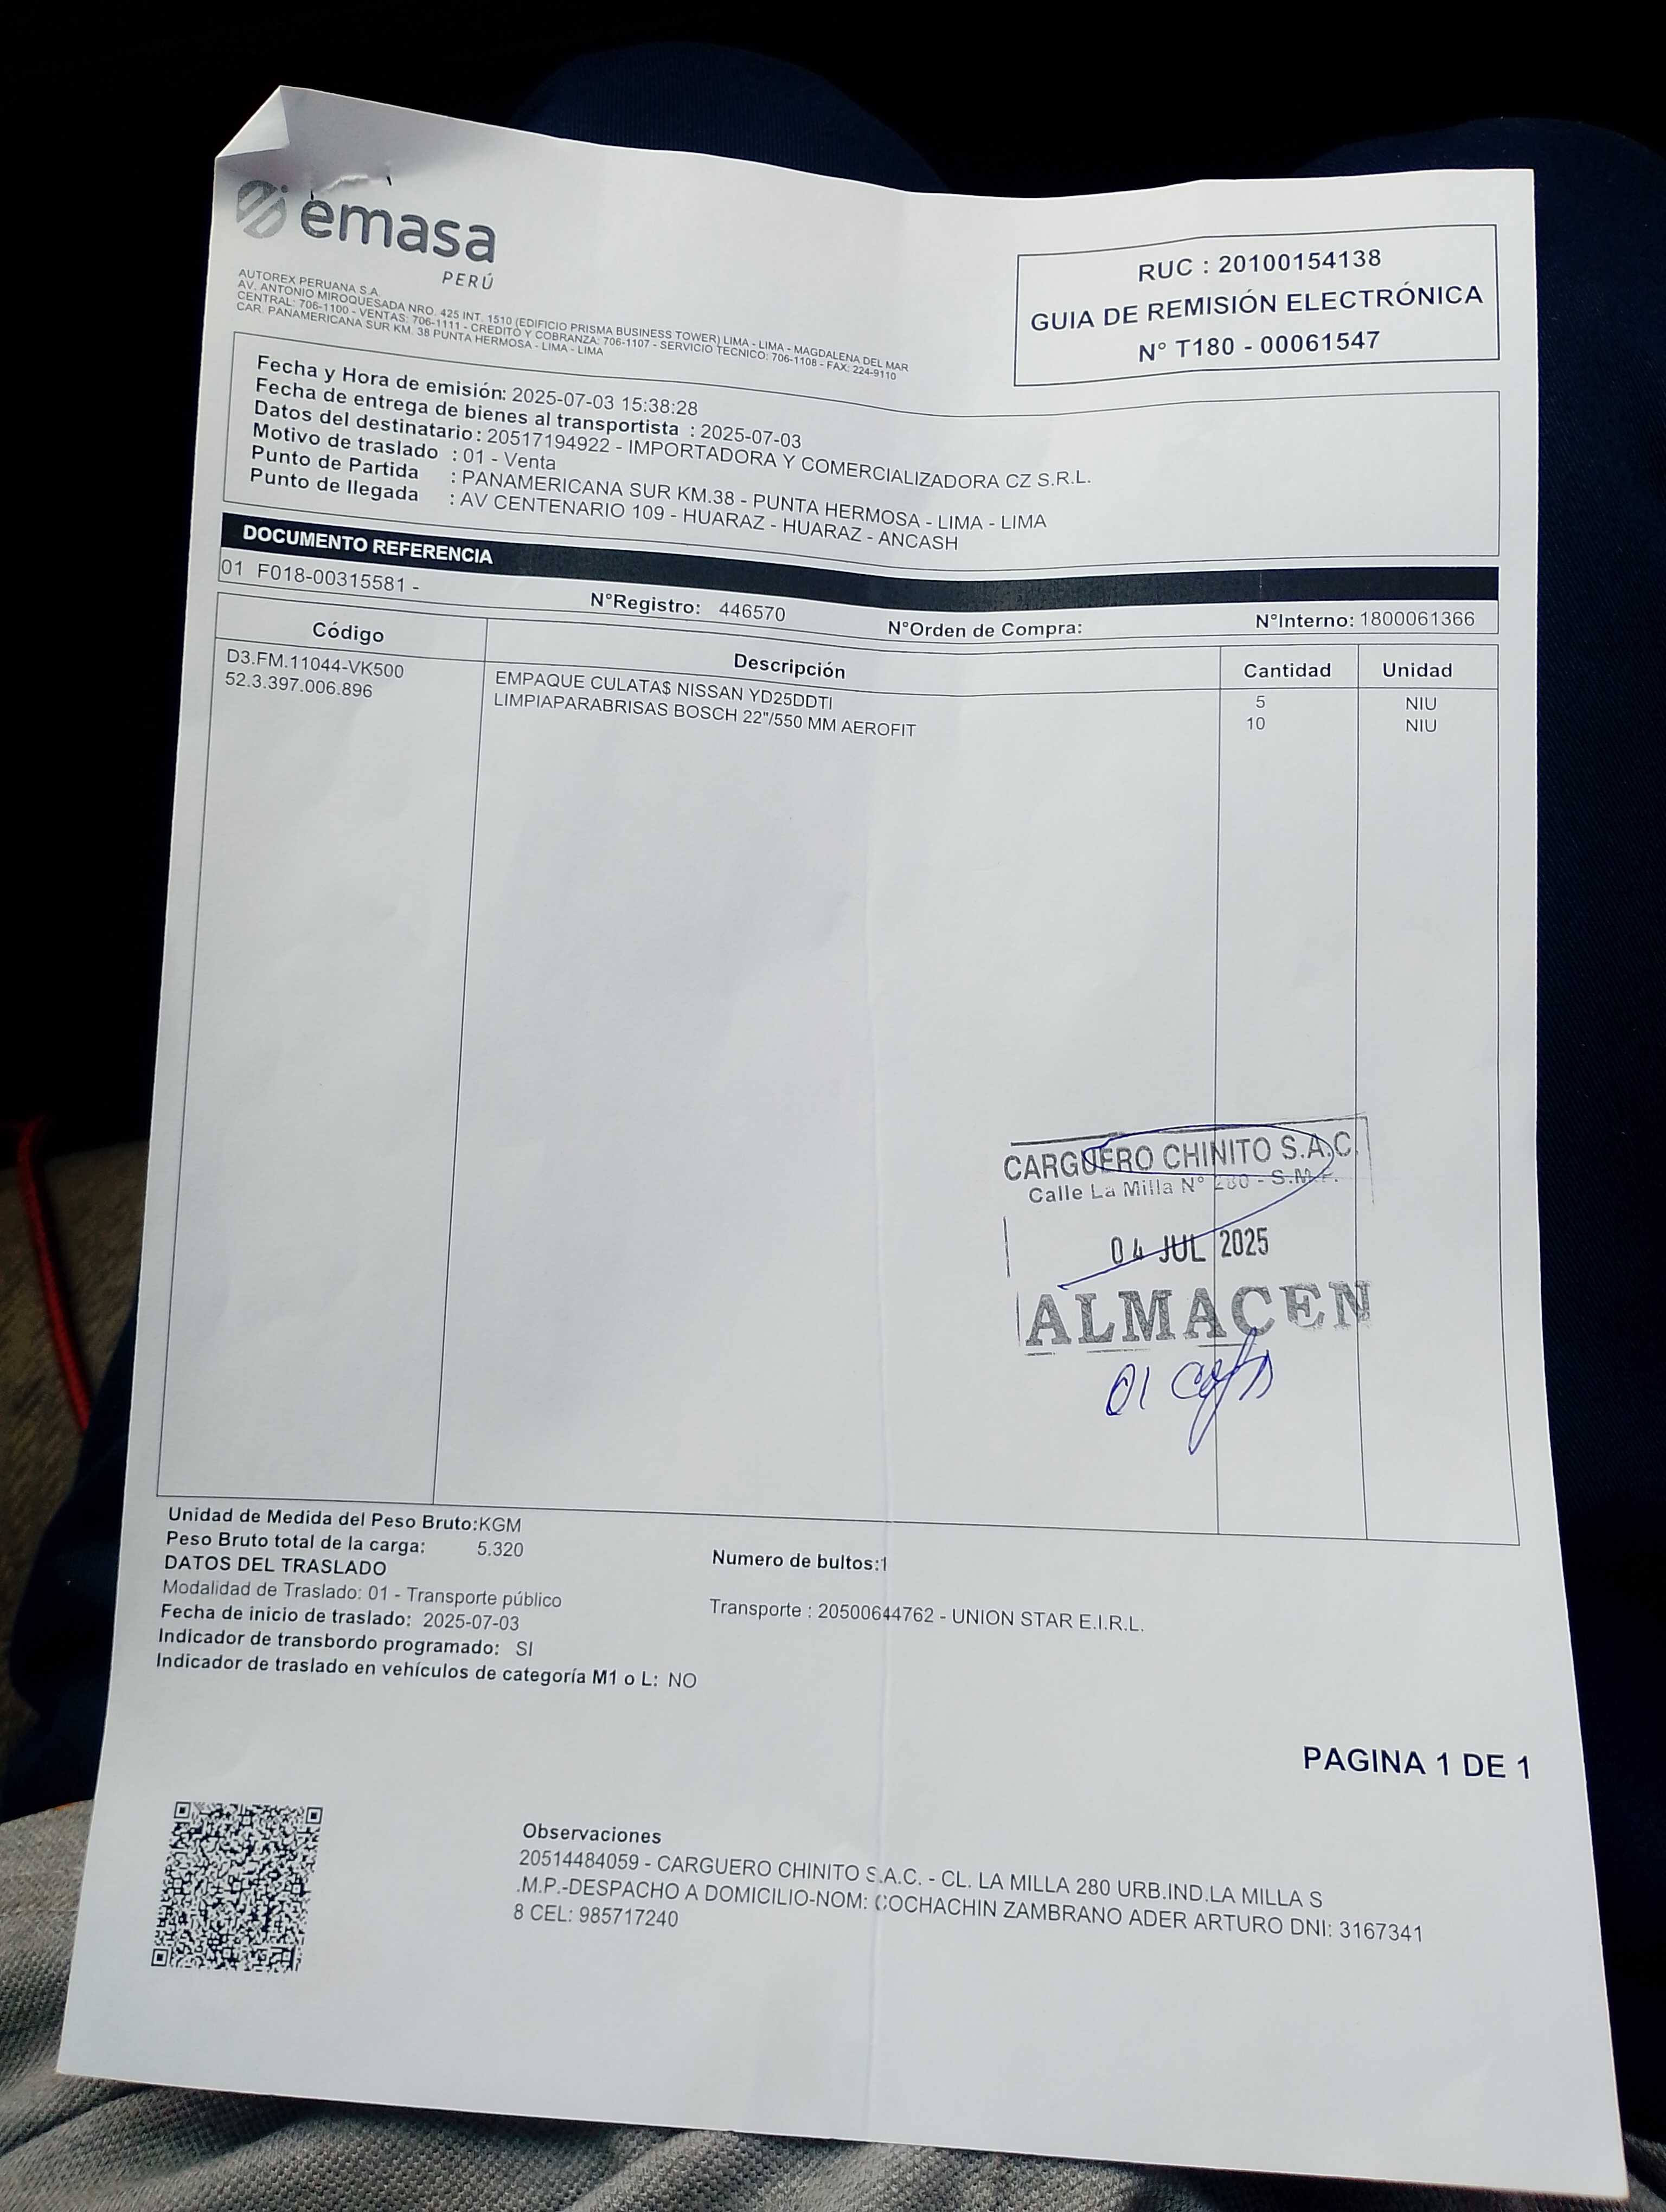 emasa
PERÚ
AUTOREX PERUANA S.A.
AV. ANTONIO MIROQUESADA NRO. 425 INT. 1510 (EDIFICIO PRISMA BUSINESS TOWER) LIMA - LIMA - MAGDALENA DEL MAR
CENTRAL: 706-1100 - VENTAS: 706-1111 - CREDITO Y COBRANZA: 706-1107 - SERVICIO TECNICO: 706-1108 - FAX: 224-9110
CAR. PANAMERICANA SUR KM. 38 PUNTA HERMOSA - LIMA - LIMA
RUC : 20100154138
GUIA DE REMISIÓN ELECTRÓNICA
N° T180 - 00061547
Fecha y Hora de emisión: 2025-07-03 15:38:28
Fecha de entrega de bienes al transportista : 2025-07-03
Datos del destinatario: 20517194922 - IMPORTADORA Y COMERCIALIZADORA CZ S.R.L.
Motivo de traslado : 01 - Venta
Punto de Partida : PANAMERICANA SUR KM.38 - PUNTA HERMOSA - LIMA - LIMA
Punto de llegada : AV CENTENARIO 109 - HUARAZ - HUARAZ - ANCASH
DOCUMENTO REFERENCIA
01 F018-00315581 - N°Registro: 446570 N°Orden de Compra: N°Interno: 1800061366
Código Descripción Cantidad Unidad
D3.FM.11044-VK500 EMPAQUE CULATA$ NISSAN YD25DDTI 5 NIU
52.3.397.006.896 LIMPIAPARABRISAS BOSCH 22"/550 MM AEROFIT 10 NIU
CARGUERO CHINITO S.A.C.
Calle La Milla N° 280 - S.M.P.
04 JUL 2025
ALMACEN
01
Unidad de Medida del Peso Bruto:KGM
Peso Bruto total de la carga: 5.320
Numero de bultos:1
DATOS DEL TRASLADO
Modalidad de Traslado: 01 - Transporte público
Transporte : 20500644762 - UNION STAR E.I.R.L.
Fecha de inicio de traslado: 2025-07-03
Indicador de transbordo programado: SI
Indicador de traslado en vehículos de categoría M1 o L: NO
PAGINA 1 DE 1
Observaciones
20514484059 - CARGUERO CHINITO S.A.C. - CL. LA MILLA 280 URB.IND.LA MILLA S
.M.P.-DESPACHO A DOMICILIO-NOM: COCHACHIN ZAMBRANO ADER ARTURO DNI: 3167341
8 CEL: 985717240